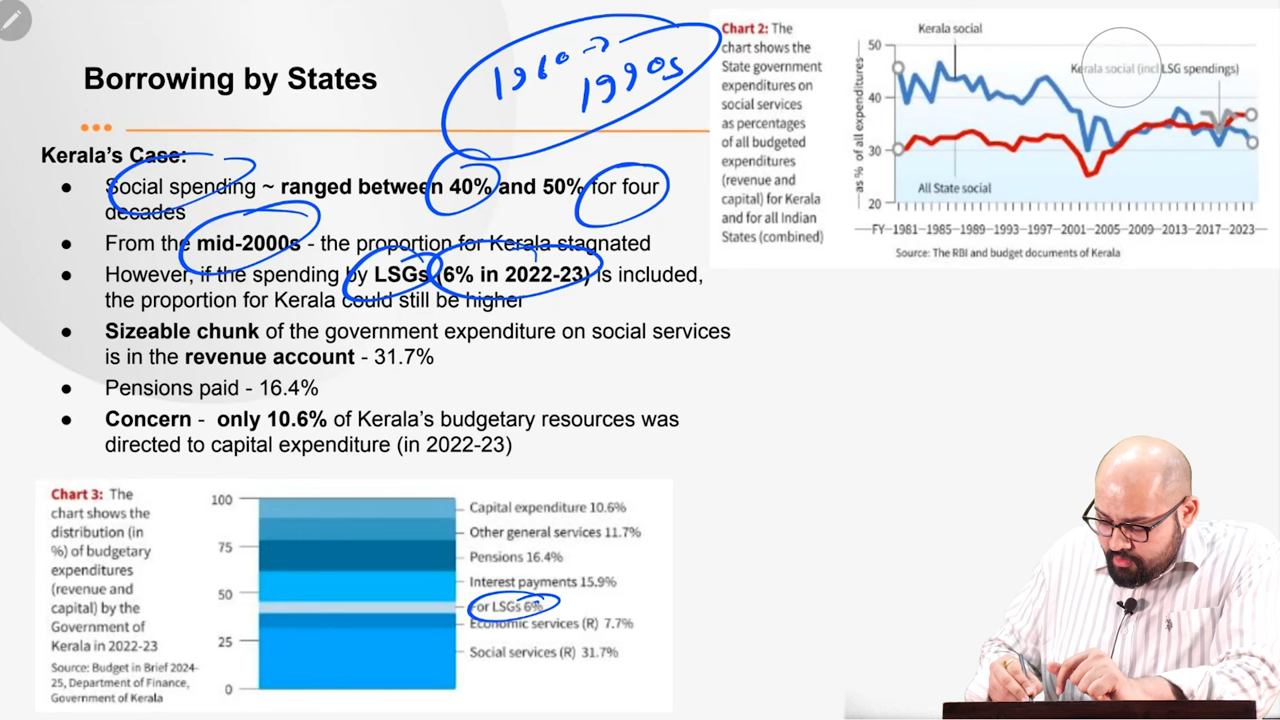 Borrowing by States
1960 → 1990s
Kerala's Case:
● Social spending ~ ranged between 40% and 50% for four
decades
● From the mid-2000s - the proportion for Kerala stagnated
● However, if the spending by LSGs (6% in 2022-23) is included,
the proportion for Kerala could still be higher
● Sizeable chunk of the government expenditure on social services
is in the revenue account - 31.7%
● Pensions paid - 16.4%
● Concern - only 10.6% of Kerala's budgetary resources was
directed to capital expenditure (in 2022-23)
Chart 2: The
chart shows the
State government
expenditures on
social services
as percentages
of all budgeted
expenditures
(revenue and
capital) for Kerala
and for all Indian
States (combined)
as % of all expenditures
50
40
30
20
Kerala social
Kerala social (incl LSG spendings)
All State social
FY 1981 1985 1989 1993 1997 2001 2005 2009 2013 2017 2023
Source: The RBI and budget documents of Kerala
Chart 3: The
chart shows the
distribution (in
%) of budgetary
expenditures
(revenue and
capital) by the
Government of
Kerala in 2022-23
Source: Budget in Brief 2024-
25, Department of Finance,
Government of Kerala
100
75
50
25
0
Capital expenditure 10.6%
Other general services 11.7%
Pensions 16.4%
Interest payments 15.9%
For LSGs 6%
Economic services (R) 7.7%
Social services (R) 31.7%